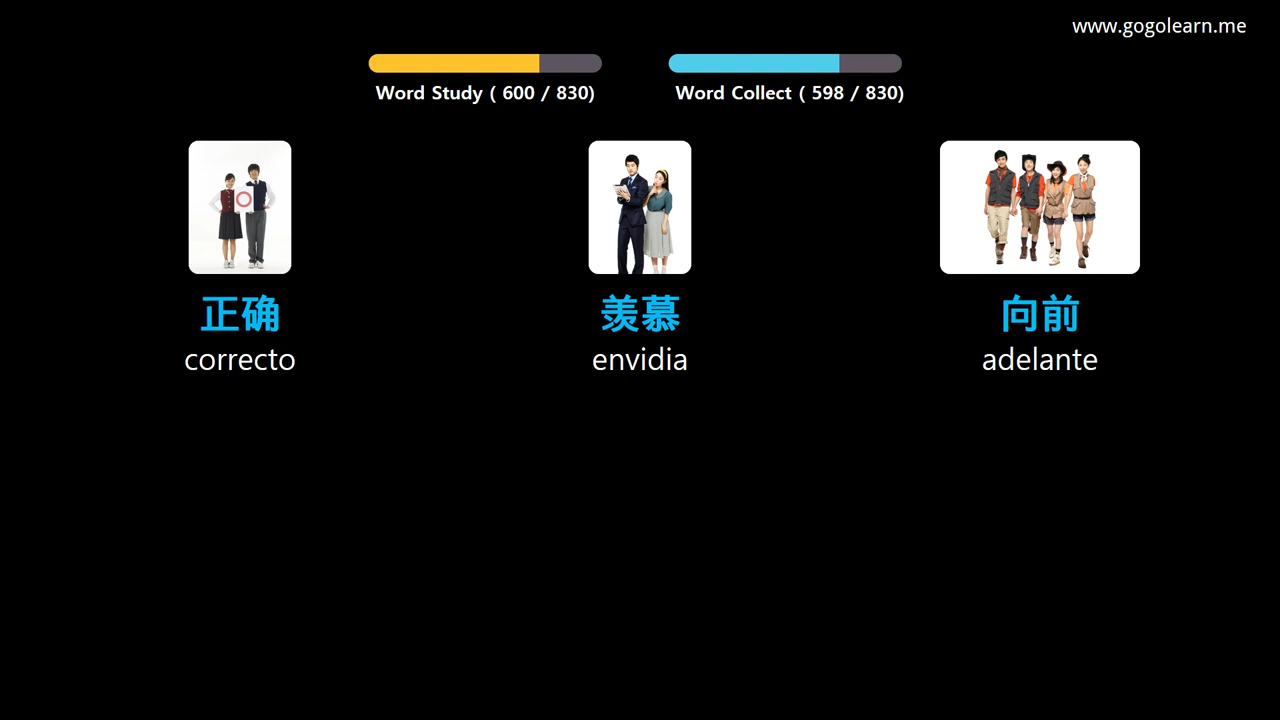 www.gogolearn.me
Word Study ( 600 / 830)
Word Collect ( 598 / 830)
正确
correcto
羡慕
envidia
向前
adelante